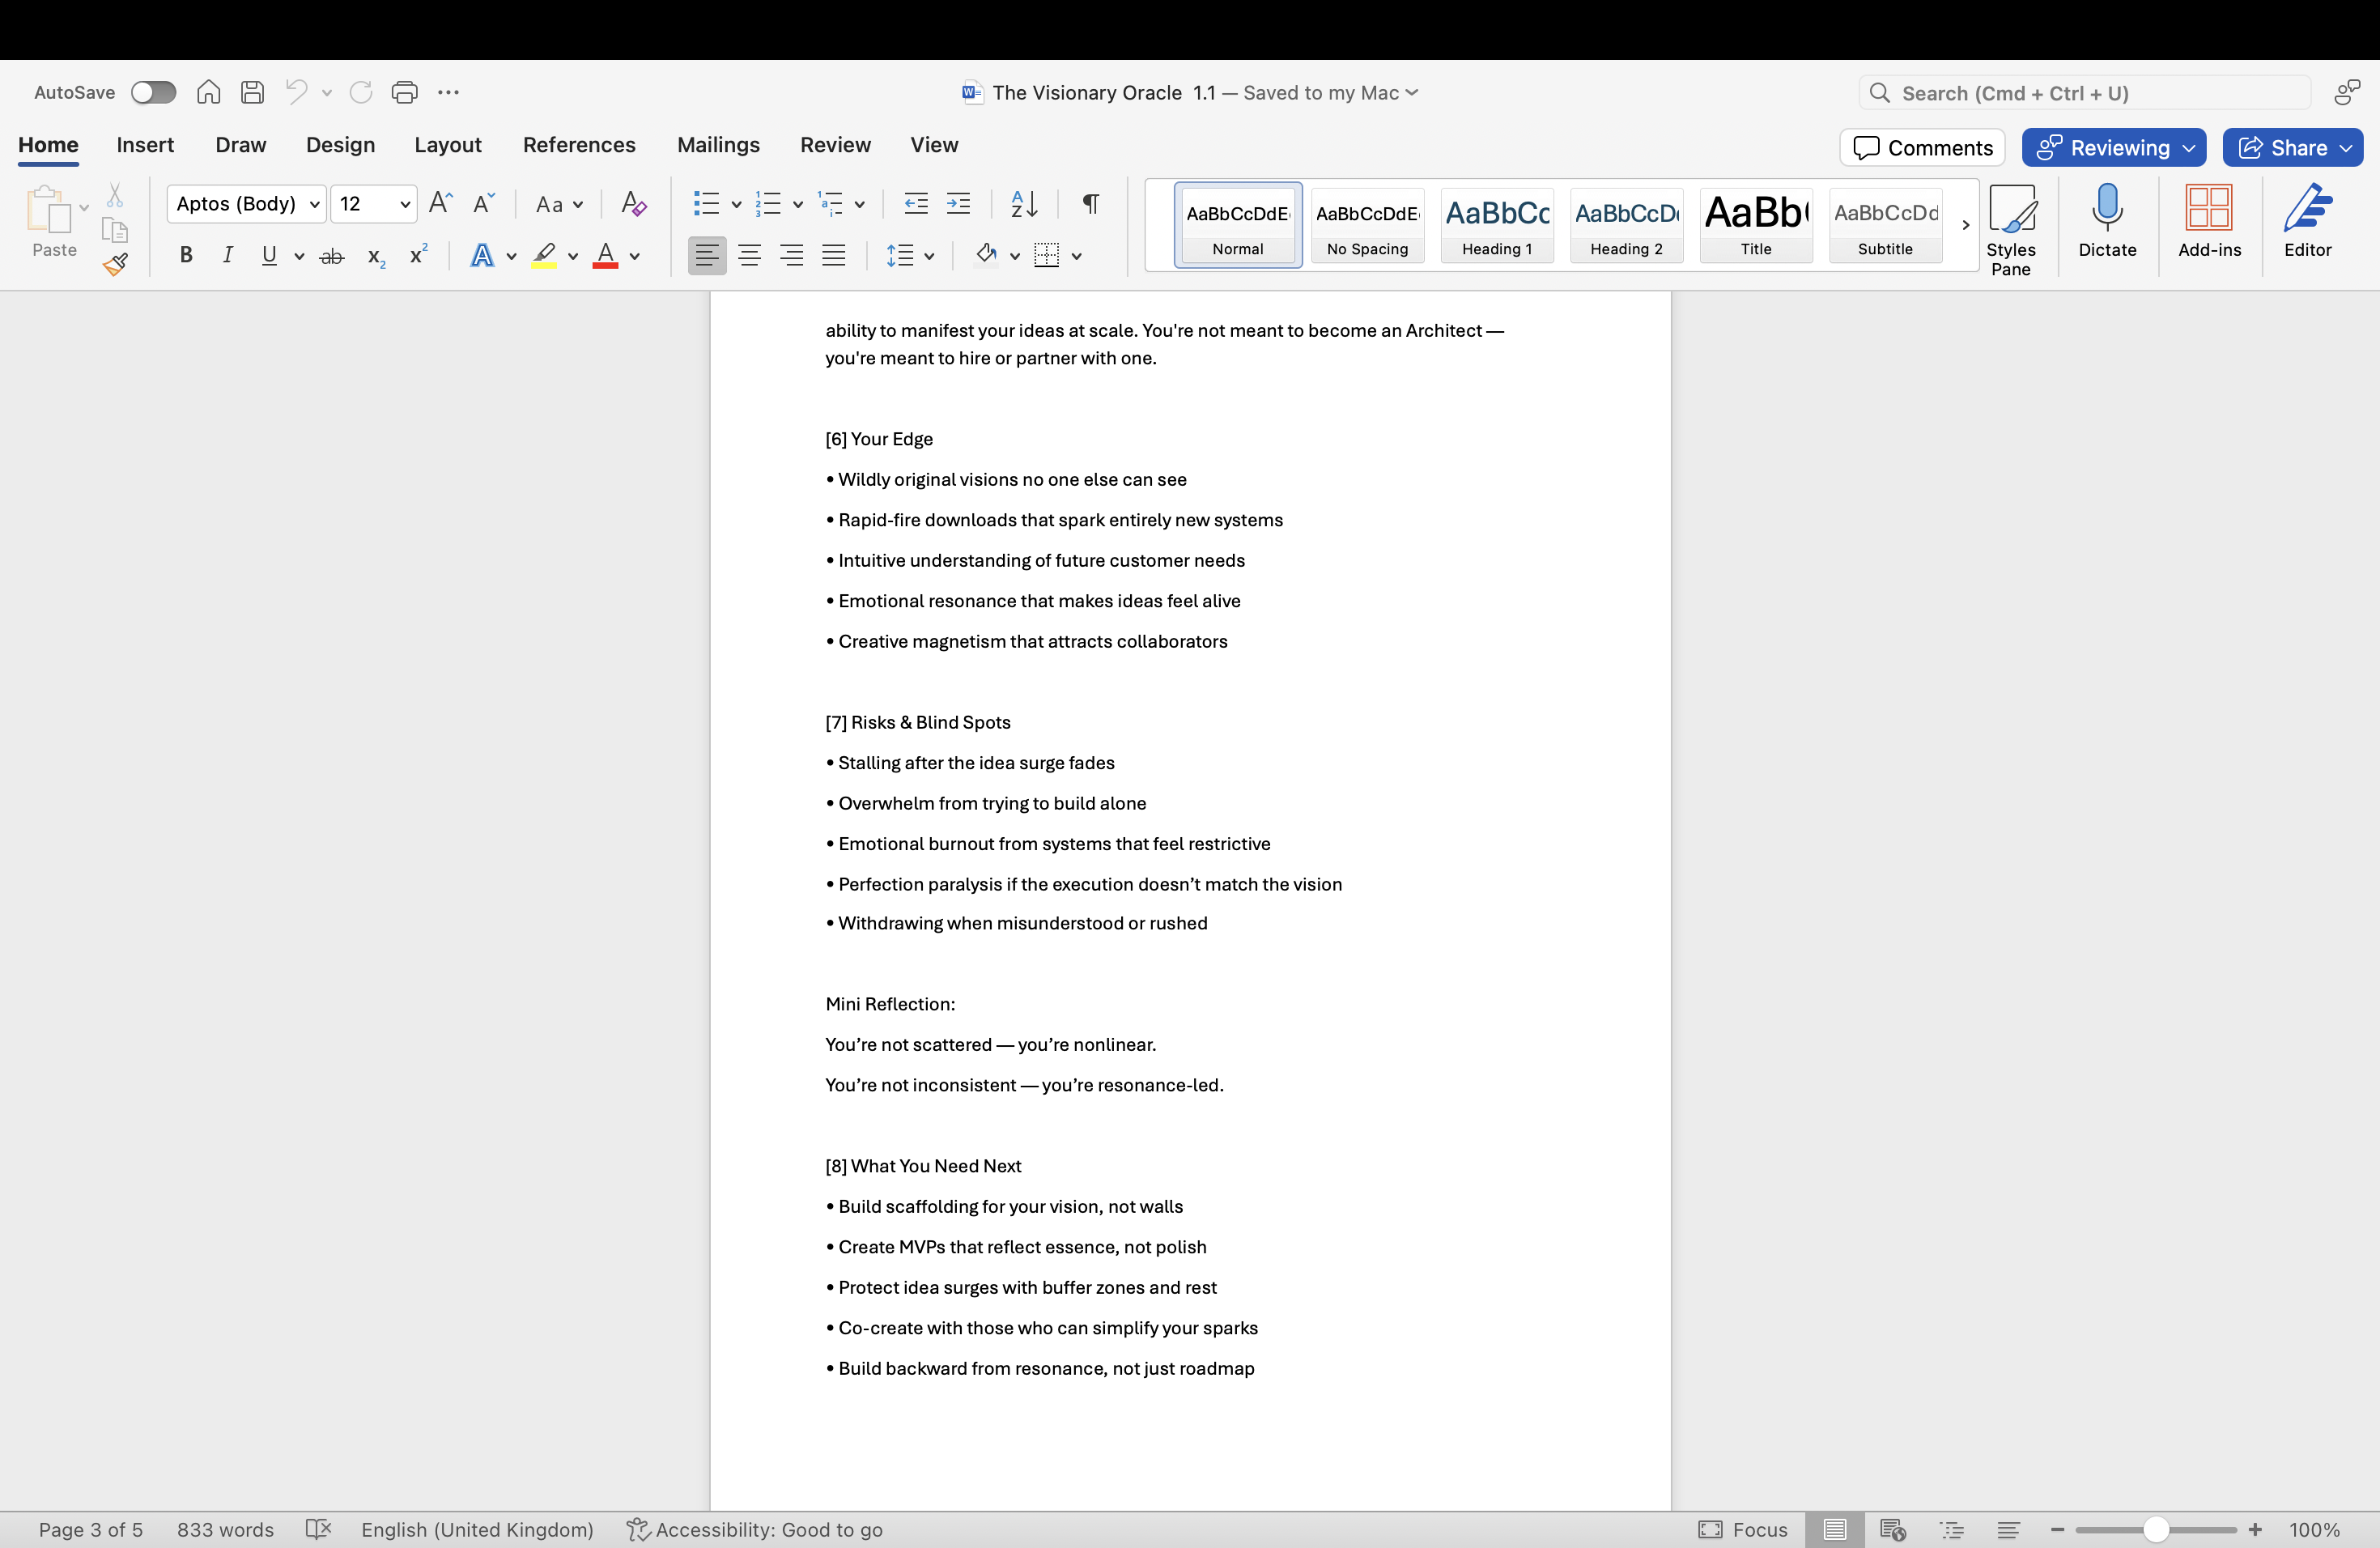 AutoSave
The Visionary Oracle 1.1 — Saved to my Mac
Search (Cmd + Ctrl + U)
Home Insert Draw Design Layout References Mailings Review View
Comments Reviewing Share
Paste
Aptos (Body) 12
AaBbCcDdE AaBbCcDdE AaBbCc AaBbCcD AaBb AaBbCcDd
Normal No Spacing Heading 1 Heading 2 Title Subtitle
Styles Pane
Dictate
Add-ins
Editor
ability to manifest your ideas at scale. You're not meant to become an Architect —
you're meant to hire or partner with one.
[6] Your Edge
• Wildly original visions no one else can see
• Rapid-fire downloads that spark entirely new systems
• Intuitive understanding of future customer needs
• Emotional resonance that makes ideas feel alive
• Creative magnetism that attracts collaborators
[7] Risks & Blind Spots
• Stalling after the idea surge fades
• Overwhelm from trying to build alone
• Emotional burnout from systems that feel restrictive
• Perfection paralysis if the execution doesn’t match the vision
• Withdrawing when misunderstood or rushed
Mini Reflection:
You’re not scattered — you’re nonlinear.
You’re not inconsistent — you’re resonance-led.
[8] What You Need Next
• Build scaffolding for your vision, not walls
• Create MVPs that reflect essence, not polish
• Protect idea surges with buffer zones and rest
• Co-create with those who can simplify your sparks
• Build backward from resonance, not just roadmap
Page 3 of 5 833 words English (United Kingdom) Accessibility: Good to go Focus 100%